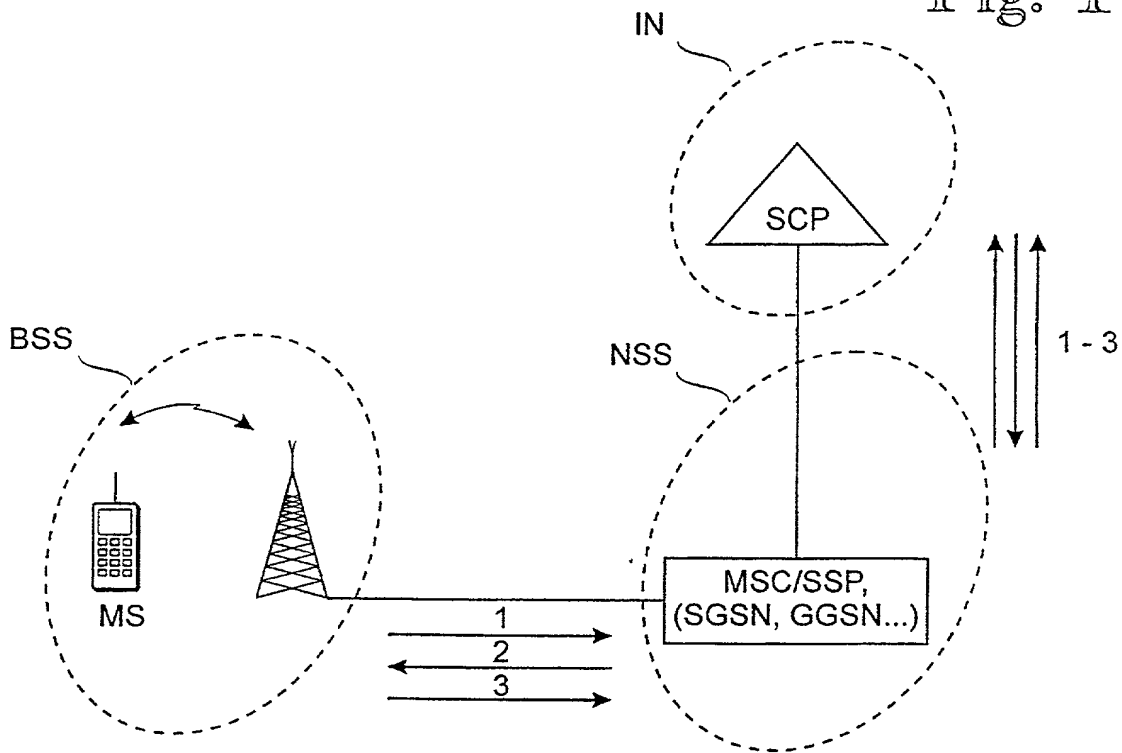 Fig. 1
IN
SCP
BSS
NSS
1 - 3
MS
MSC/SSP,
(SGSN, GGSN...)
1
2
3